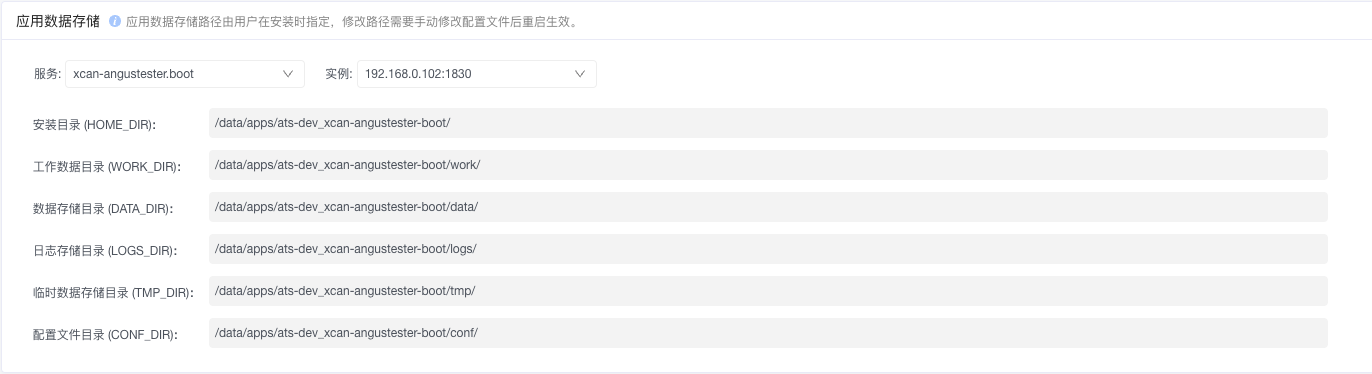 应用数据存储 应用数据存储路径由用户在安装时指定，修改路径需要手动修改配置文件后重启生效。
服务: xcan-angustester.boot 实例: 192.168.0.102:1830
安装目录 (HOME_DIR): /data/apps/ats-dev_xcan-angustester-boot/
工作数据目录 (WORK_DIR): /data/apps/ats-dev_xcan-angustester-boot/work/
数据存储目录 (DATA_DIR): /data/apps/ats-dev_xcan-angustester-boot/data/
日志存储目录 (LOGS_DIR): /data/apps/ats-dev_xcan-angustester-boot/logs/
临时数据存储目录 (TMP_DIR): /data/apps/ats-dev_xcan-angustester-boot/tmp/
配置文件目录 (CONF_DIR): /data/apps/ats-dev_xcan-angustester-boot/conf/